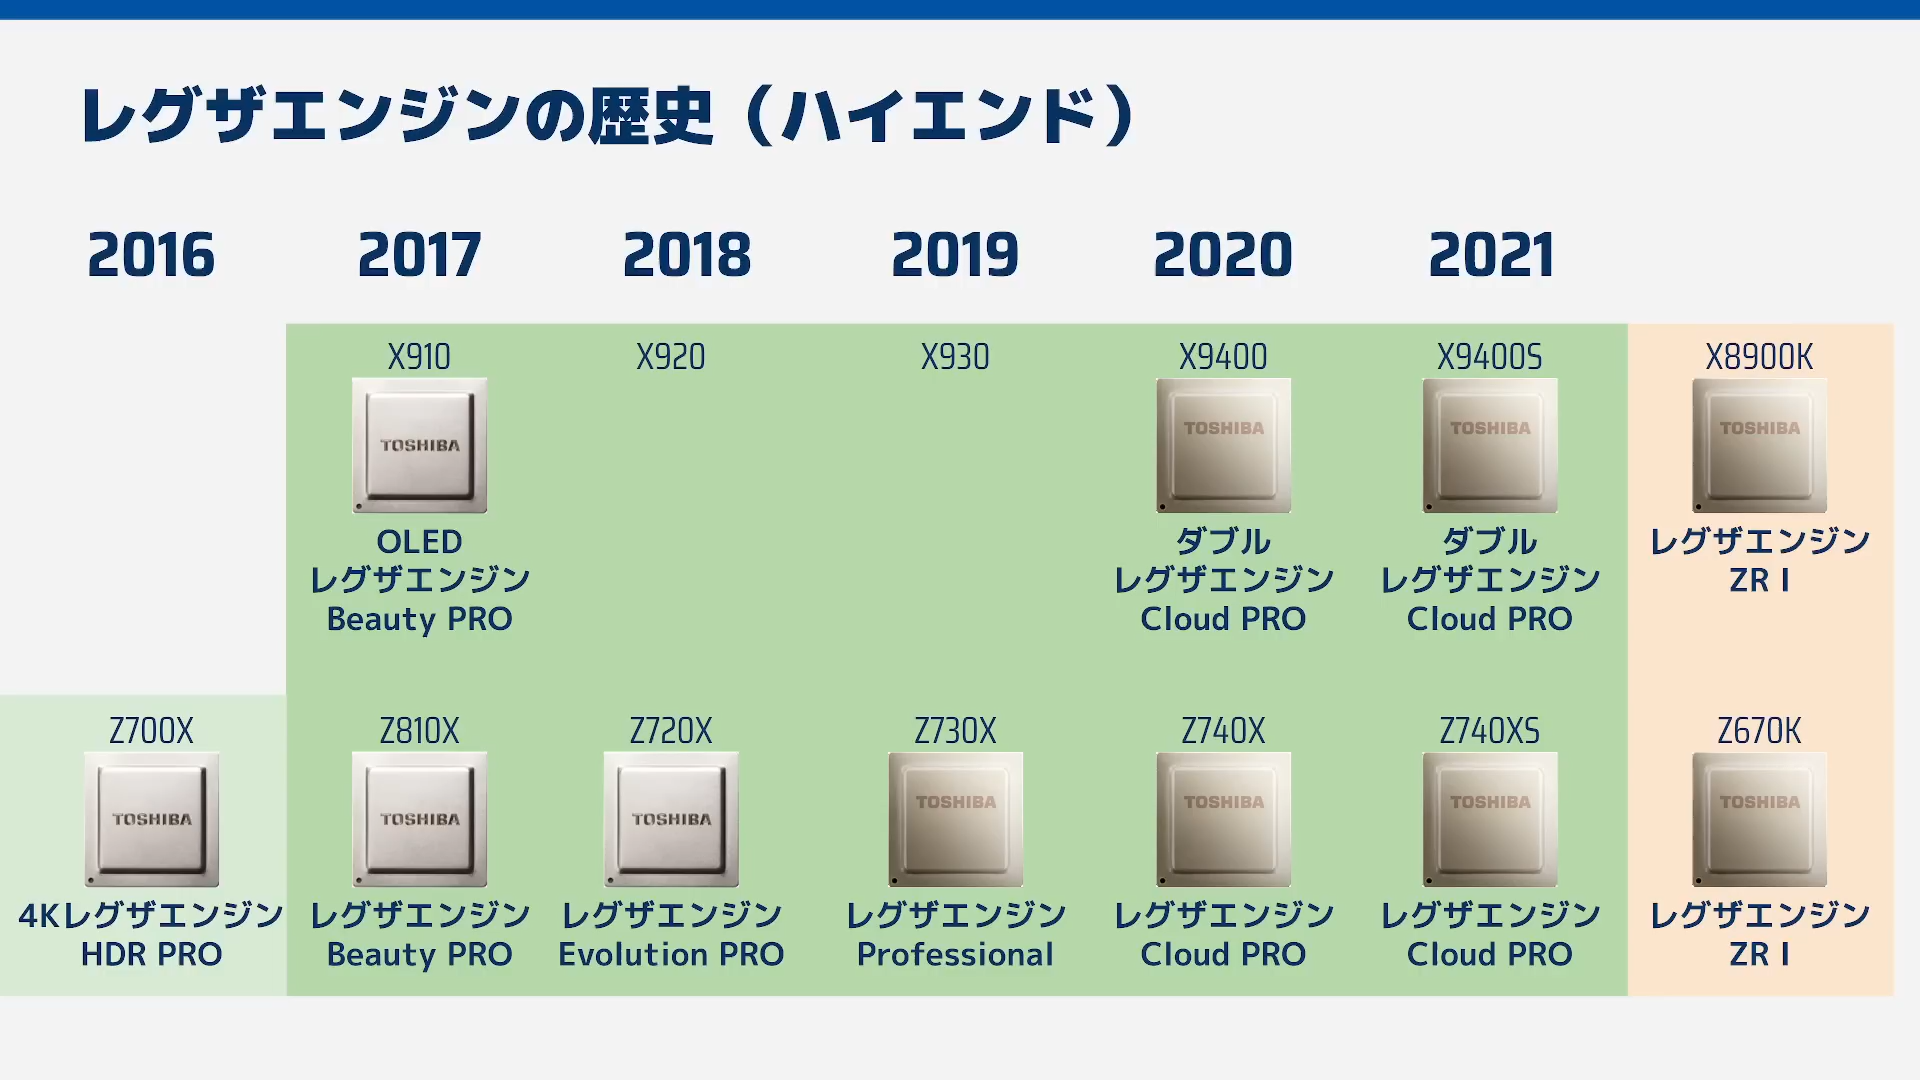 レグザエンジンの歴史（ハイエンド）
2016 2017 2018 2019 2020 2021
X910 X920 X930 X9400 X9400S X8900K
TOSHIBA TOSHIBA TOSHIBA TOSHIBA
OLED ダブル ダブル レグザエンジン
レグザエンジン レグザエンジン レグザエンジン ZR I
Beauty PRO Cloud PRO Cloud PRO
Z700X Z810X Z720X Z730X Z740X Z740XS Z670K
TOSHIBA TOSHIBA TOSHIBA TOSHIBA TOSHIBA TOSHIBA TOSHIBA
4Kレグザエンジン レグザエンジン レグザエンジン レグザエンジン レグザエンジン レグザエンジン レグザエンジン
HDR PRO Beauty PRO Evolution PRO Professional Cloud PRO Cloud PRO ZR I